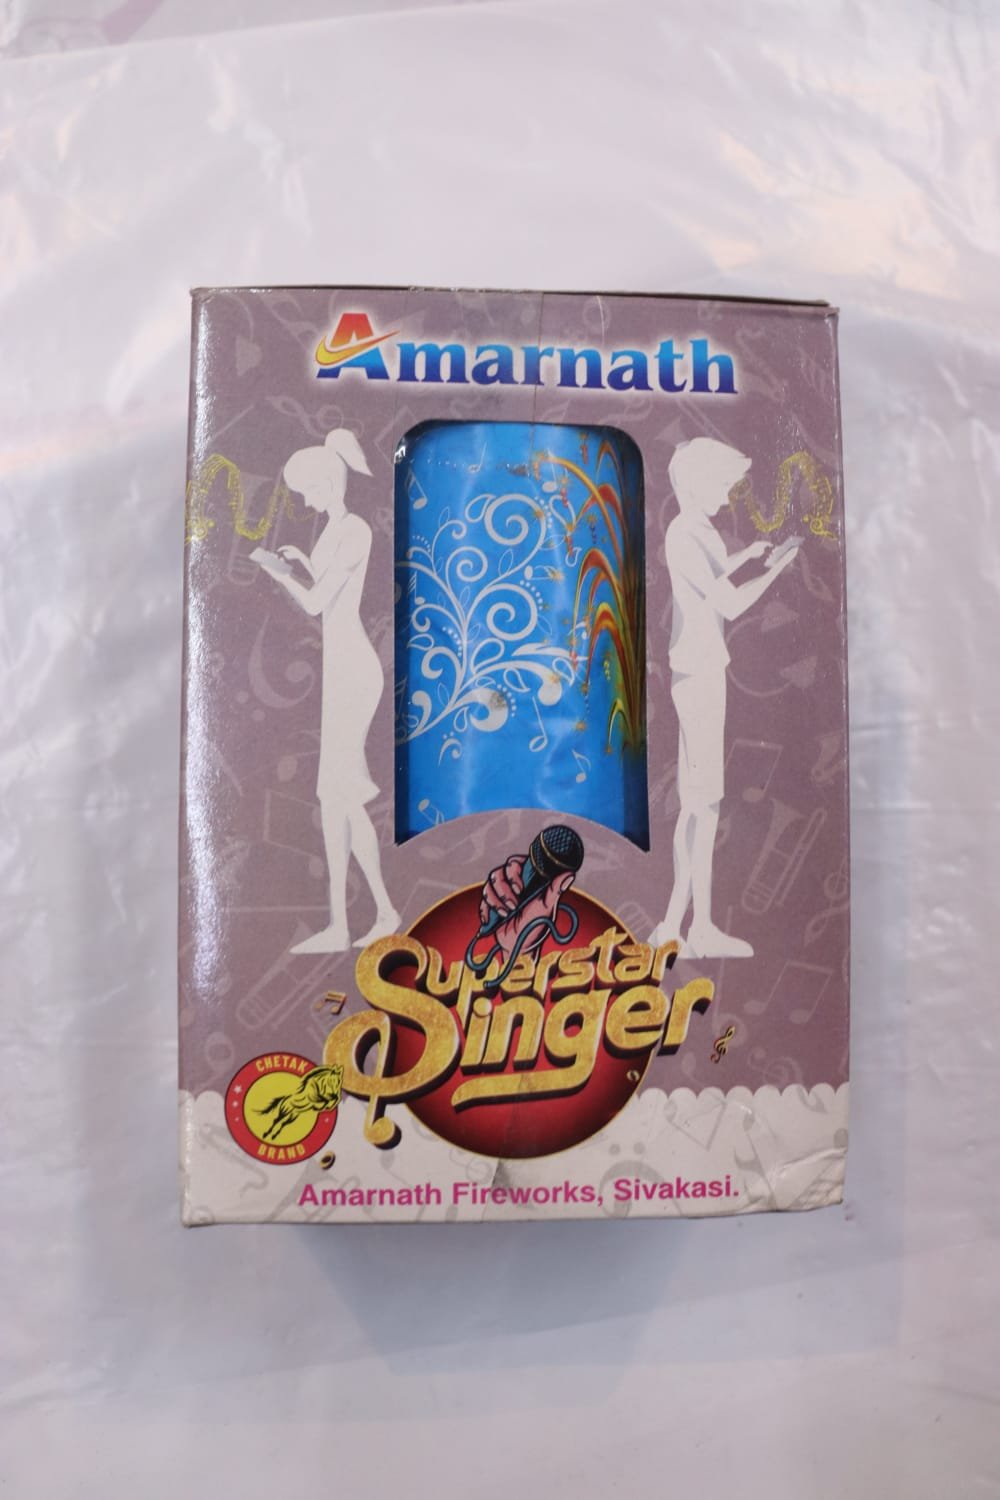 Amarnath
Superstar
Singer
CHETAK
BRAND
Amarnath Fireworks, Sivakasi.